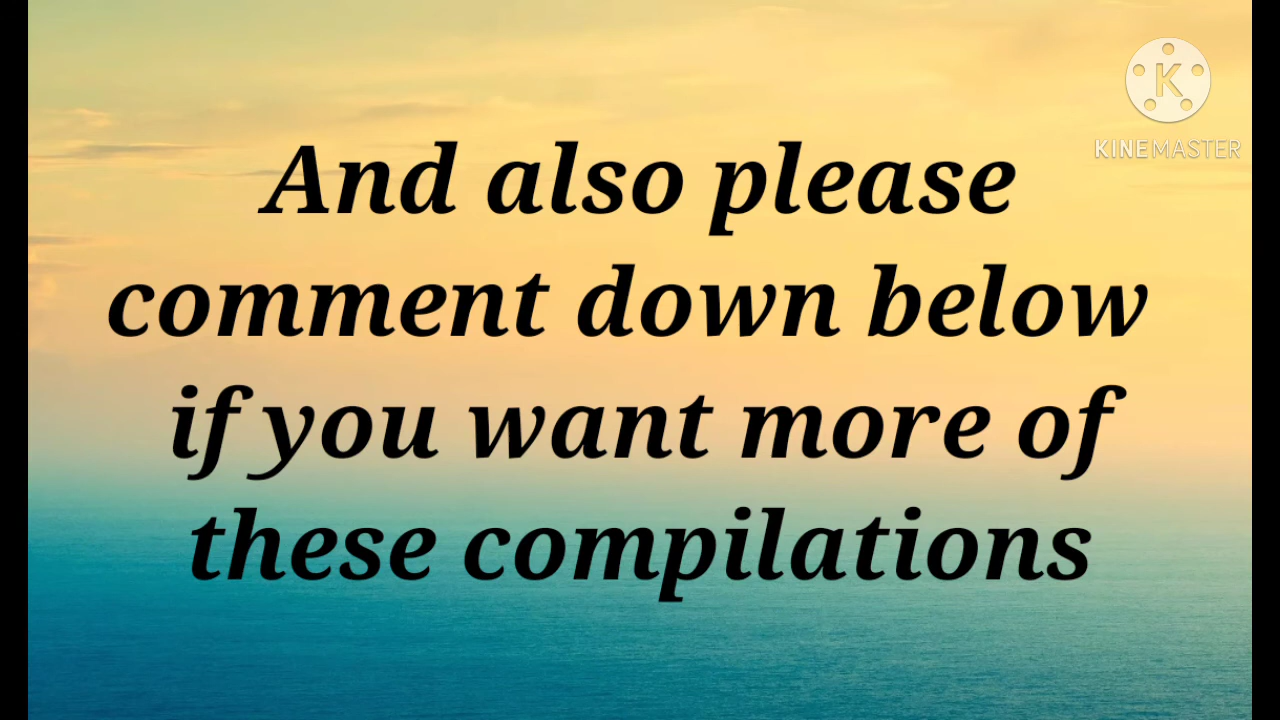 K
KINEMASTER
And also please
comment down below
if you want more of
these compilations